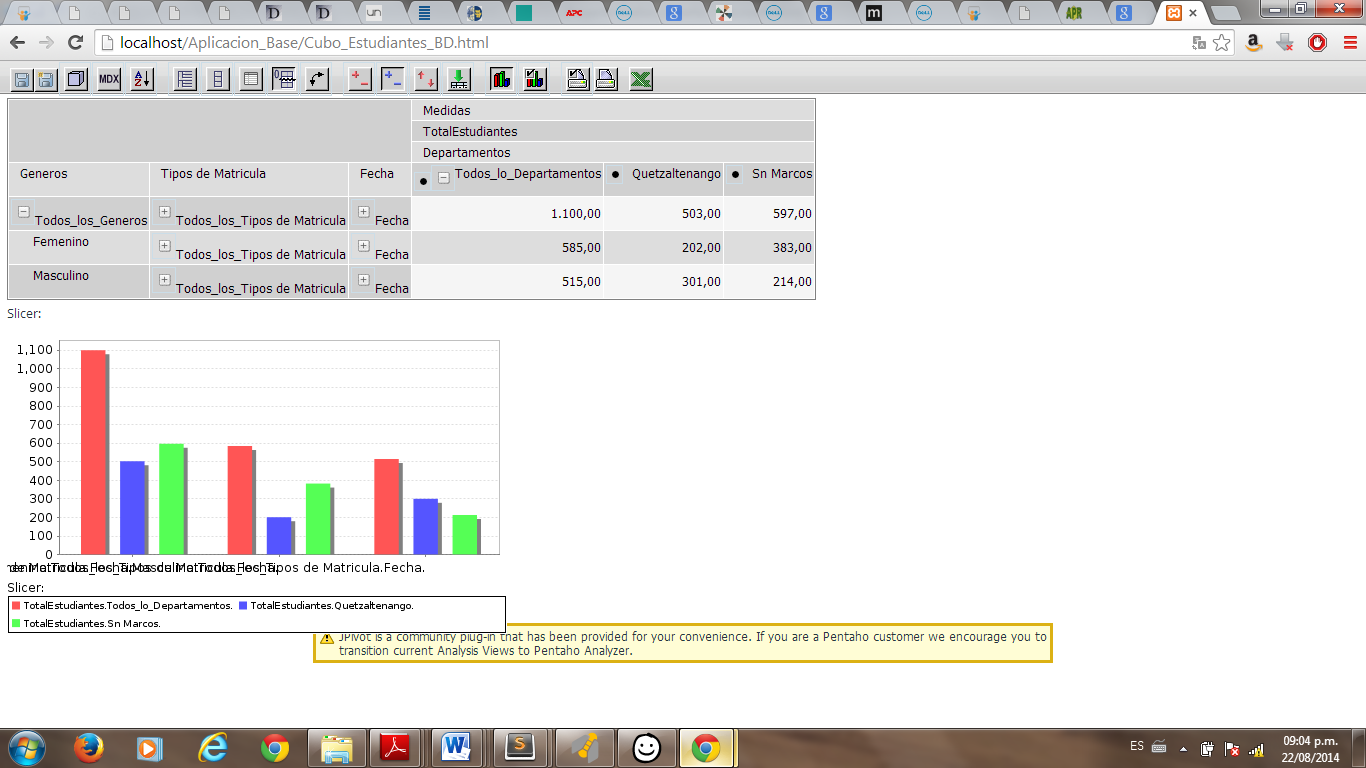 localhost/Aplicacion_Base/Cubo_Estudiantes_BD.html
MDX
Medidas
TotalEstudiantes
Departamentos
Generos Tipos de Matricula Fecha Todos_lo_Departamentos Quetzaltenango Sn Marcos
Todos_los_Generos Todos_los_Tipos de Matricula Fecha 1.100,00 503,00 597,00
Femenino Todos_los_Tipos de Matricula Fecha 585,00 202,00 383,00
Masculino Todos_los_Tipos de Matricula Fecha 515,00 301,00 214,00
Slicer:
1,100
1,000
900
800
700
600
500
400
300
200
100
0
Tipos de Matricula.Fecha.
Slicer:
TotalEstudiantes.Todos_lo_Departamentos. TotalEstudiantes.Quetzaltenango.
TotalEstudiantes.Sn Marcos.
JPivot is a community plug-in that has been provided for your convenience. If you are a Pentaho customer we encourage you to
transition current Analysis Views to Pentaho Analyzer.
ES
09:04 p.m.
22/08/2014